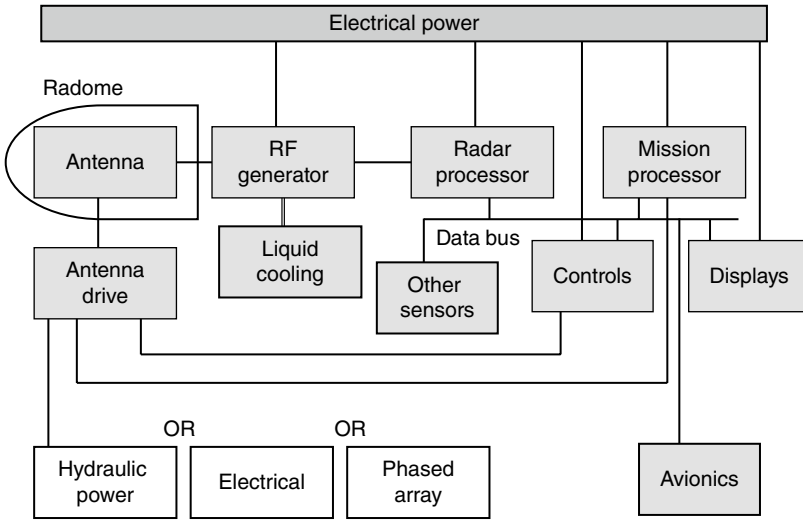 Electrical power
Radome
Antenna
RF
generator
Radar
processor
Mission
processor
Data bus
Antenna
drive
Liquid
cooling
Other
sensors
Controls
Displays
OR
OR
Hydraulic
power
Electrical
Phased
array
Avionics